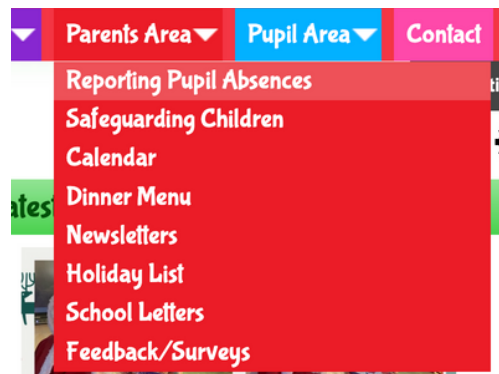 Parents Area Pupil Area Contact
Reporting Pupil Absences
Safeguarding Children
Calendar
Dinner Menu
Newsletters
Holiday List
School Letters
Feedback/Surveys